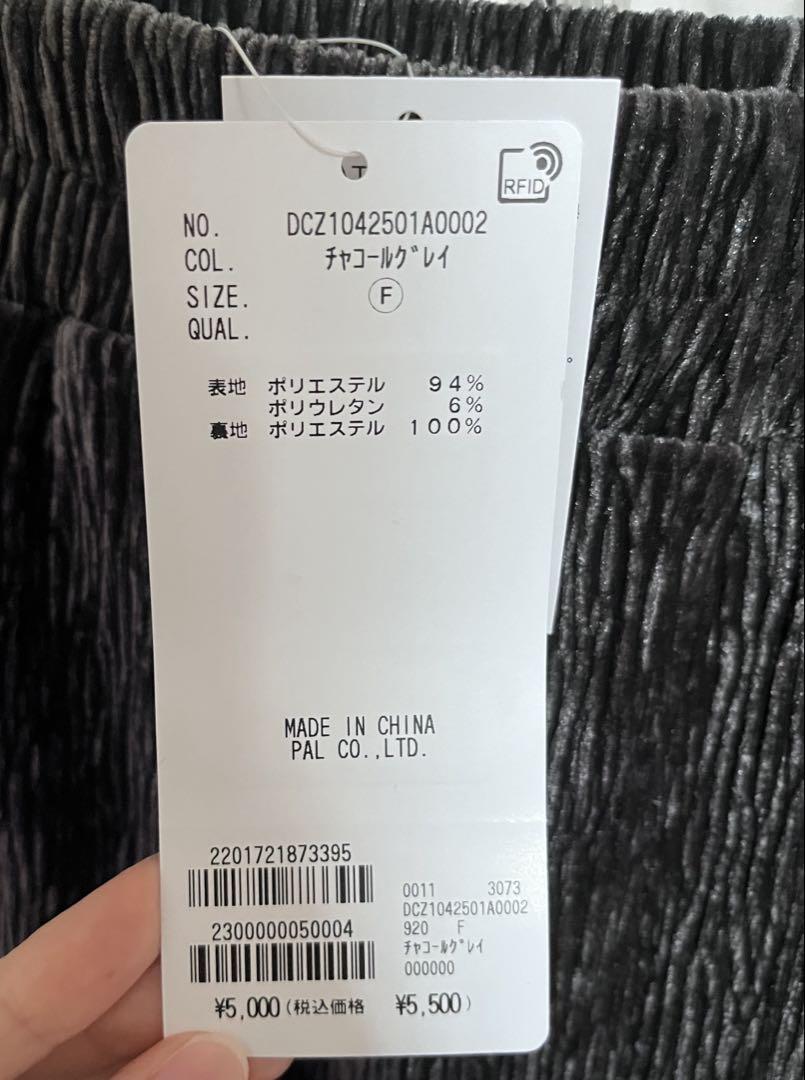 RFID
NO. DCZ1042501A0002
COL. ﾁｬｺｰﾙｸﾞﾚｲ
SIZE. Ⓕ
QUAL.
表地 ポリエステル ９４％
ポリウレタン ６％
裏地 ポリエステル １００％
MADE IN CHINA
PAL CO.,LTD.
2201721873395
2300000050004
0011 3073
DCZ1042501A0002
920 F
ﾁｬｺｰﾙｸﾞﾚｲ
000000
¥5,000(税込価格 ¥5,500)